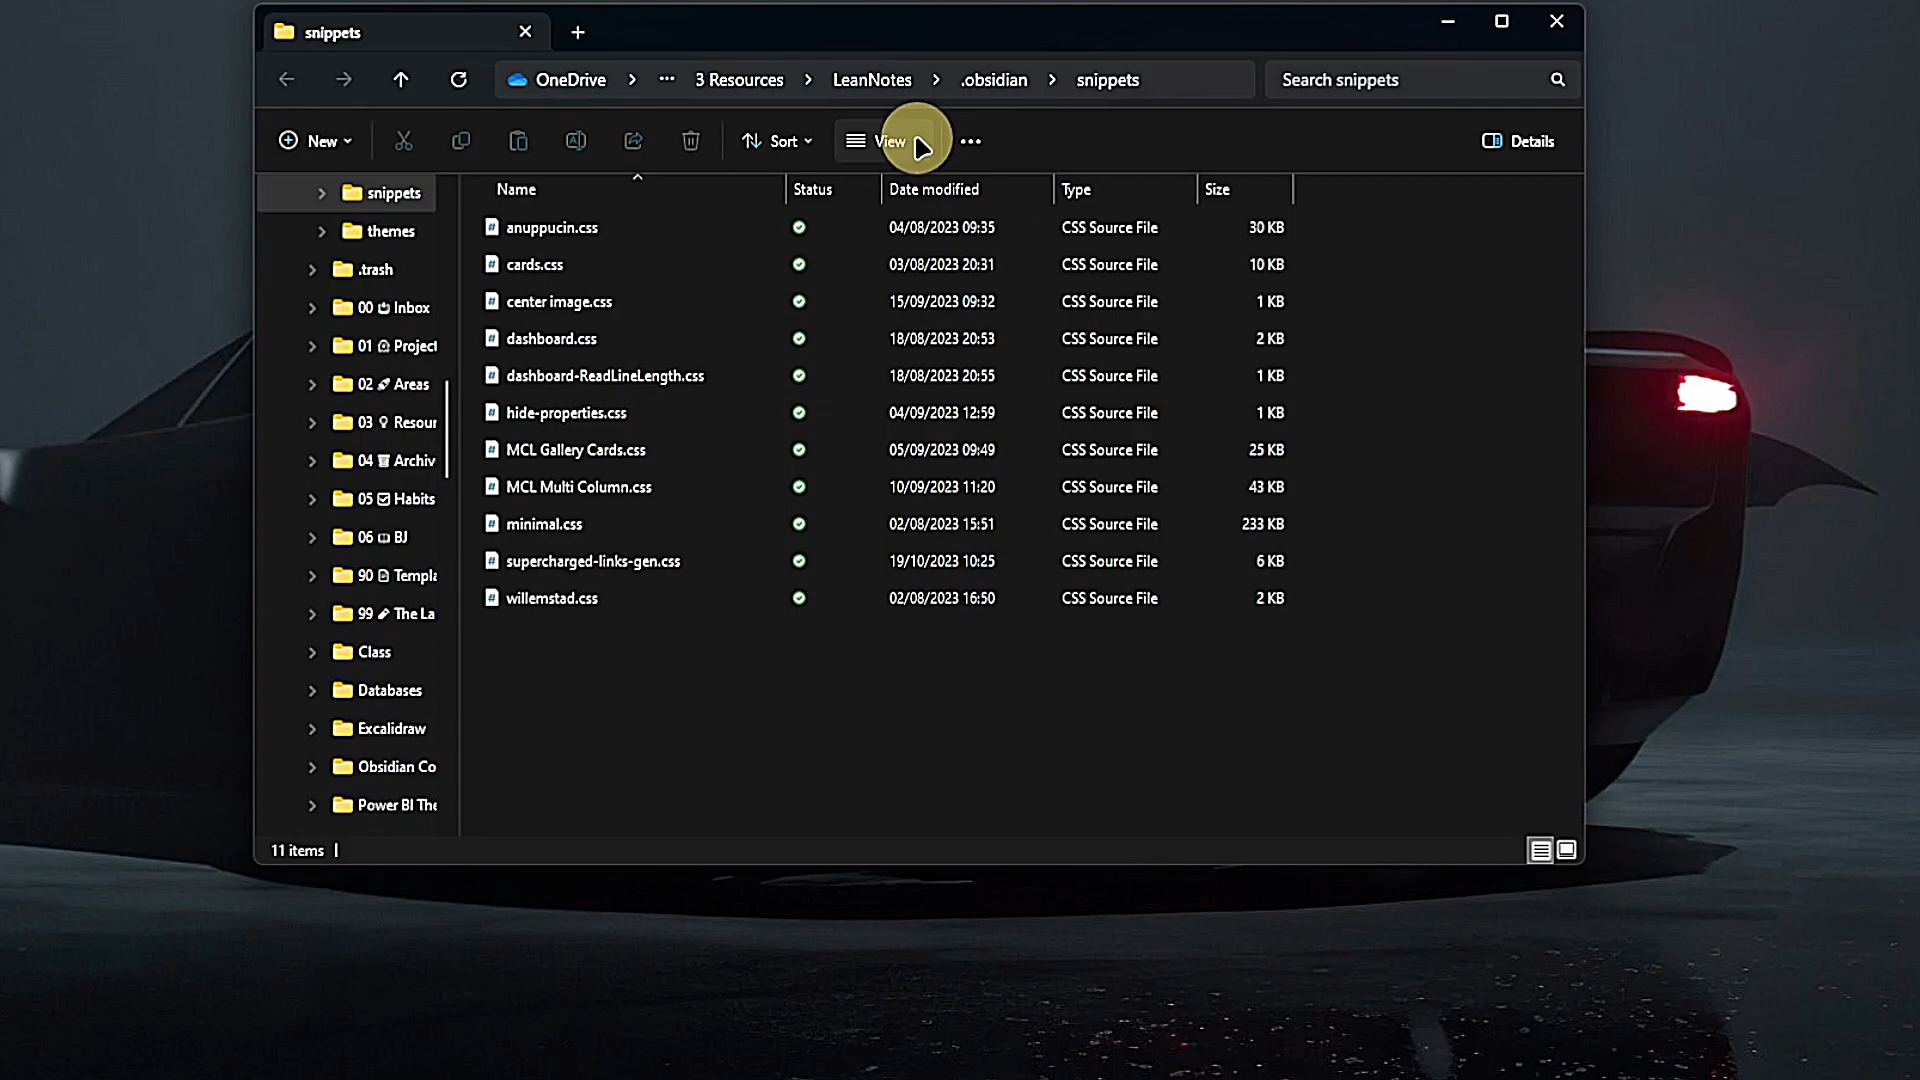 snippets
OneDrive > ... 3 Resources > LeanNotes > .obsidian > snippets
Search snippets
New
Sort
View
...
Details
snippets
themes
.trash
00 Inbox
01 Project
02 Areas
03 Resour
04 Archiv
05 Habits
06 BJ
90 Templa
99 The La
Class
Databases
Excalidraw
Obsidian Co
Power BI The
Name Status Date modified Type Size
anuppucin.css 04/08/2023 09:35 CSS Source File 30 KB
cards.css 03/08/2023 20:31 CSS Source File 10 KB
center image.css 15/09/2023 09:32 CSS Source File 1 KB
dashboard.css 18/08/2023 20:53 CSS Source File 2 KB
dashboard-ReadLineLength.css 18/08/2023 20:55 CSS Source File 1 KB
hide-properties.css 04/09/2023 12:59 CSS Source File 1 KB
MCL Gallery Cards.css 05/09/2023 09:49 CSS Source File 25 KB
MCL Multi Column.css 10/09/2023 11:20 CSS Source File 43 KB
minimal.css 02/08/2023 15:51 CSS Source File 233 KB
supercharged-links-gen.css 19/10/2023 10:25 CSS Source File 6 KB
willemstad.css 02/08/2023 16:50 CSS Source File 2 KB
11 items